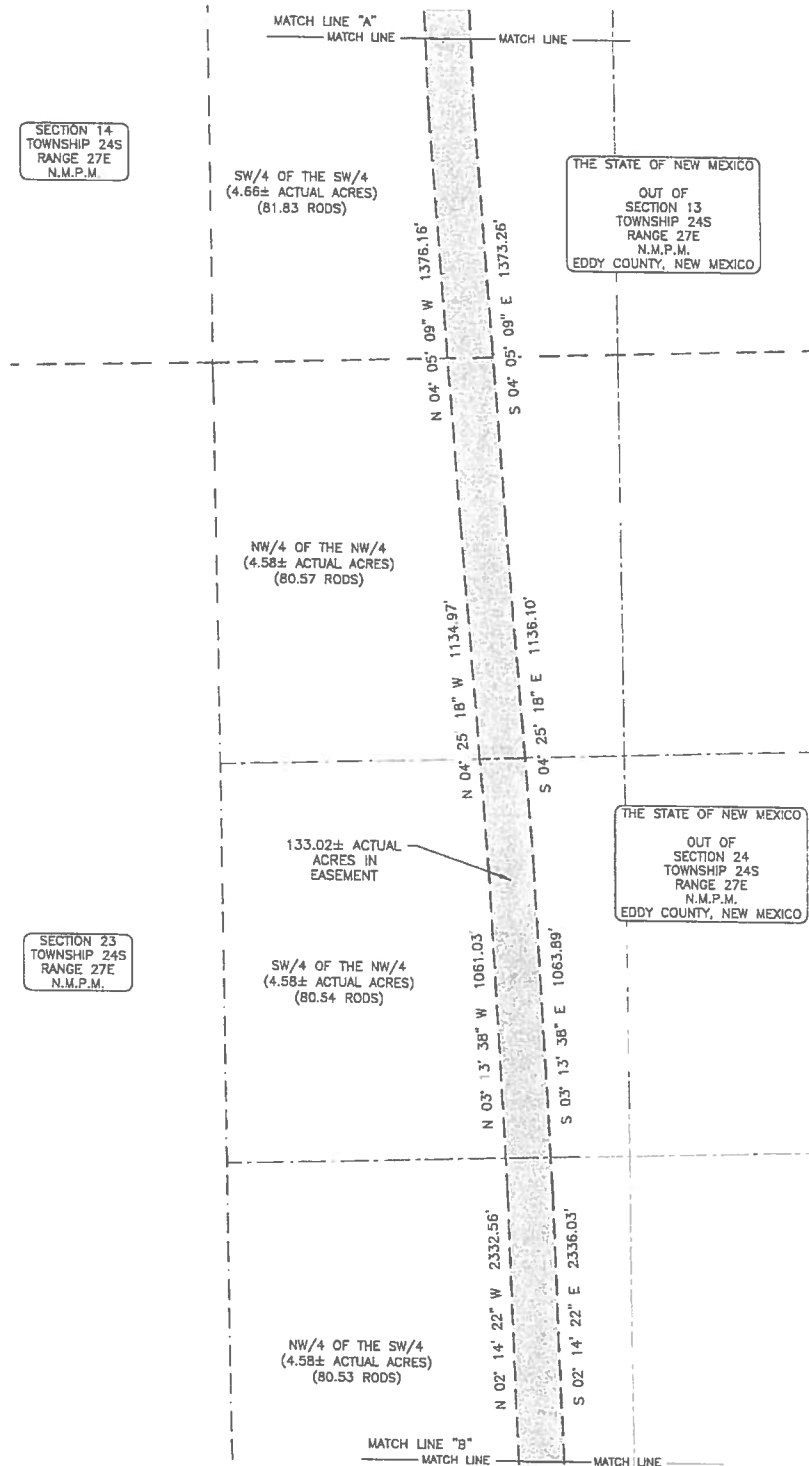 MATCH LINE "A"
MATCH LINE
MATCH LINE
SECTION 14
TOWNSHIP 24S
RANGE 27E
N.M.P.M.
SW/4 OF THE SW/4
(4.66± ACTUAL ACRES)
(81.83 RODS)
THE STATE OF NEW MEXICO
OUT OF
SECTION 13
TOWNSHIP 24S
RANGE 27E
N.M.P.M.
EDDY COUNTY, NEW MEXICO
N 04° 05' 09" W 1376.16'
S 04° 05' 09" E 1373.26'
NW/4 OF THE NW/4
(4.58± ACTUAL ACRES)
(80.57 RODS)
N 04° 25' 18" W 1134.97'
S 04° 25' 18" E 1136.10'
133.02± ACTUAL
ACRES IN
EASEMENT
THE STATE OF NEW MEXICO
OUT OF
SECTION 24
TOWNSHIP 24S
RANGE 27E
N.M.P.M.
EDDY COUNTY, NEW MEXICO
SECTION 23
TOWNSHIP 24S
RANGE 27E
N.M.P.M.
SW/4 OF THE NW/4
(4.58± ACTUAL ACRES)
(80.54 RODS)
N 03° 13' 38" W 1061.03'
S 03° 13' 38" E 1063.89'
N 02° 14' 22" W 2332.56'
S 02° 14' 22" E 2336.03'
NW/4 OF THE SW/4
(4.58± ACTUAL ACRES)
(80.53 RODS)
MATCH LINE "B"
MATCH LINE
MATCH LINE